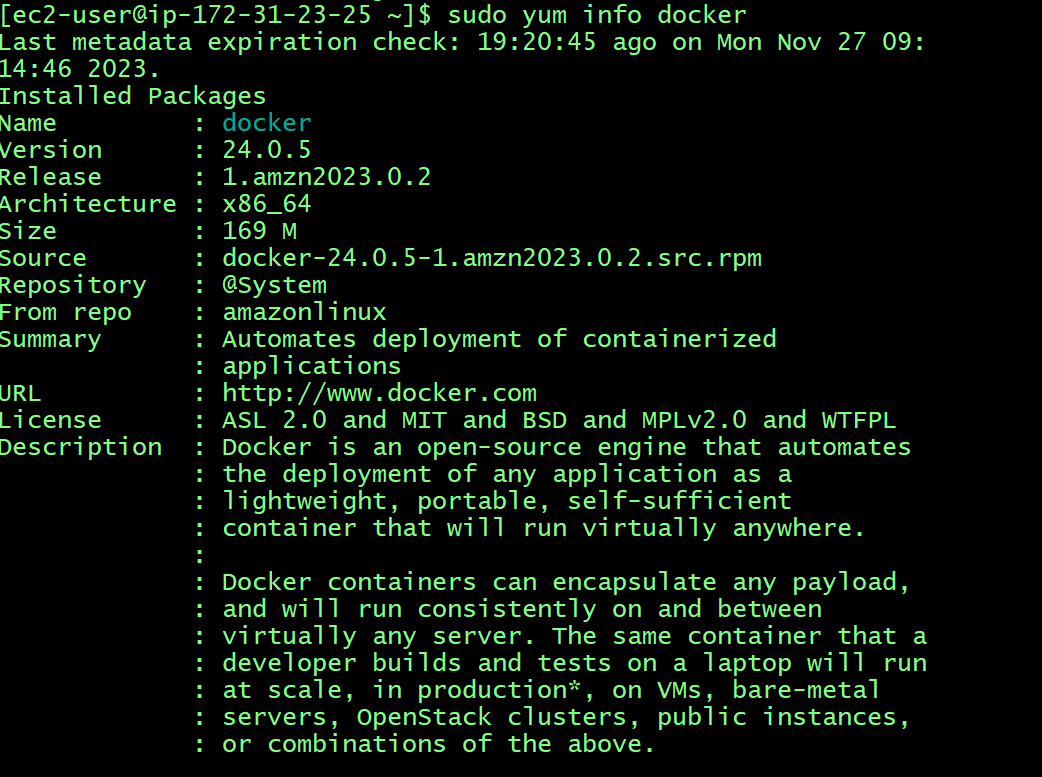 [ec2-user@ip-172-31-23-25 ~]$ sudo yum info docker
Last metadata expiration check: 19:20:45 ago on Mon Nov 27 09:
14:46 2023.
Installed Packages
Name         : docker
Version      : 24.0.5
Release      : 1.amzn2023.0.2
Architecture : x86_64
Size         : 169 M
Source       : docker-24.0.5-1.amzn2023.0.2.src.rpm
Repository   : @System
From repo    : amazonlinux
Summary      : Automates deployment of containerized
             : applications
URL          : http://www.docker.com
License      : ASL 2.0 and MIT and BSD and MPLv2.0 and WTFPL
Description  : Docker is an open-source engine that automates
             : the deployment of any application as a
             : lightweight, portable, self-sufficient
             : container that will run virtually anywhere.
             :
             : Docker containers can encapsulate any payload,
             : and will run consistently on and between
             : virtually any server. The same container that a
             : developer builds and tests on a laptop will run
             : at scale, in production*, on VMs, bare-metal
             : servers, OpenStack clusters, public instances,
             : or combinations of the above.